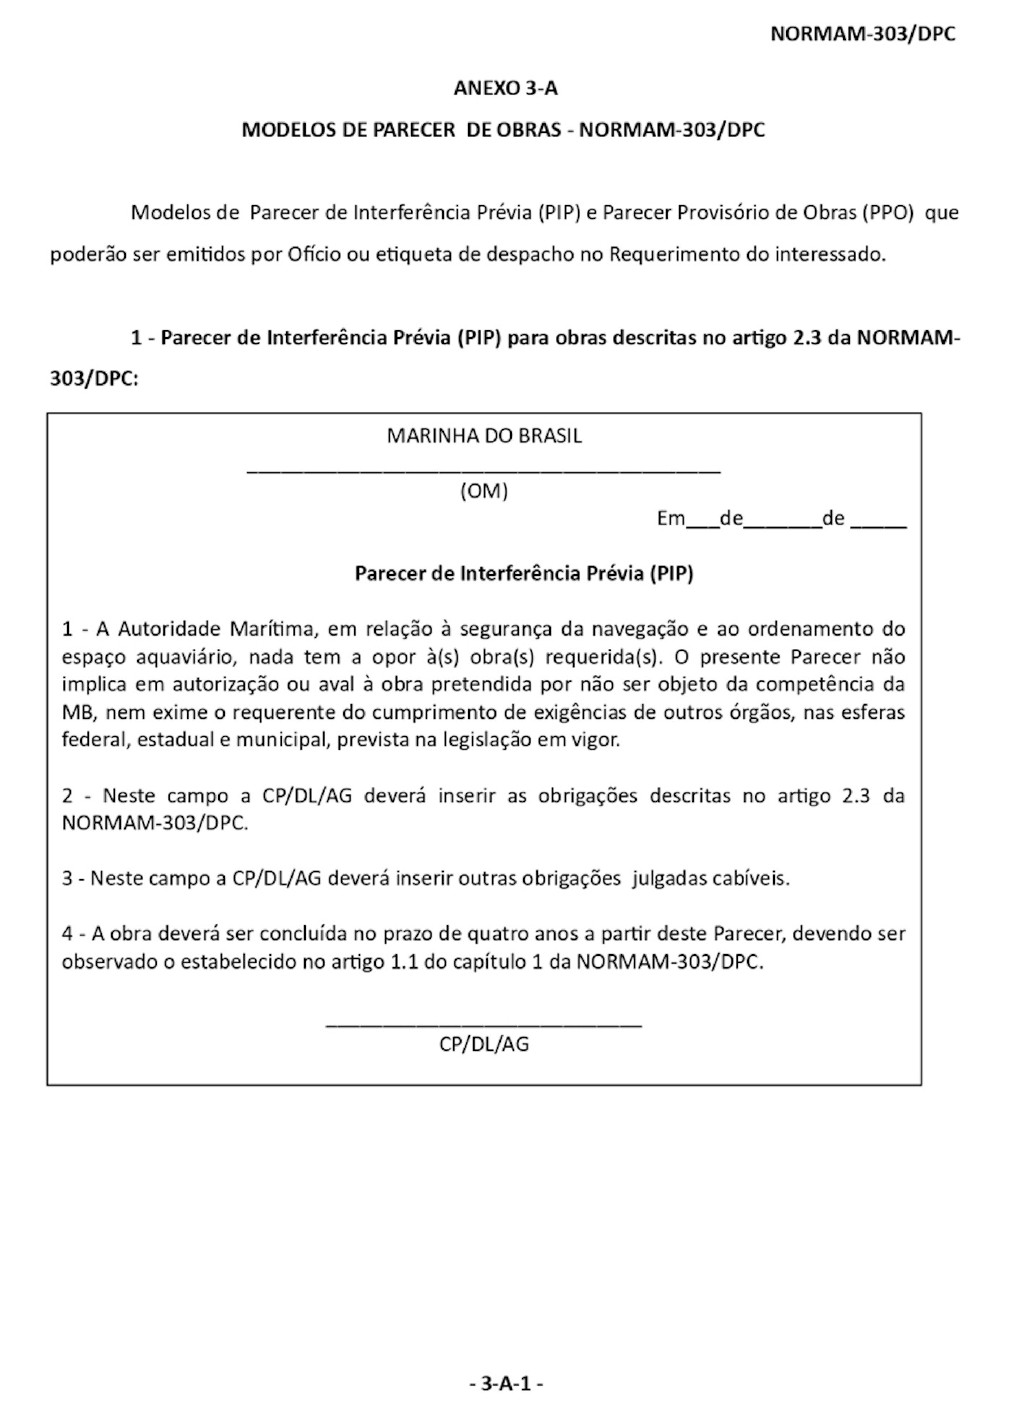 NORMAM-303/DPC
ANEXO 3-A
MODELOS DE PARECER DE OBRAS - NORMAM-303/DPC
Modelos de Parecer de Interferência Prévia (PIP) e Parecer Provisório de Obras (PPO) que
poderão ser emitidos por Ofício ou etiqueta de despacho no Requerimento do interessado.
1 - Parecer de Interferência Prévia (PIP) para obras descritas no artigo 2.3 da NORMAM-
303/DPC:
MARINHA DO BRASIL
___________________________________________
(OM)
Em___de_______de _____
Parecer de Interferência Prévia (PIP)
1 - A Autoridade Marítima, em relação à segurança da navegação e ao ordenamento do
espaço aquaviário, nada tem a opor à(s) obra(s) requerida(s). O presente Parecer não
implica em autorização ou aval à obra pretendida por não ser objeto da competência da
MB, nem exime o requerente do cumprimento de exigências de outros órgãos, nas esferas
federal, estadual e municipal, prevista na legislação em vigor.
2 - Neste campo a CP/DL/AG deverá inserir as obrigações descritas no artigo 2.3 da
NORMAM-303/DPC.
3 - Neste campo a CP/DL/AG deverá inserir outras obrigações julgadas cabíveis.
4 - A obra deverá ser concluída no prazo de quatro anos a partir deste Parecer, devendo ser
observado o estabelecido no artigo 1.1 do capítulo 1 da NORMAM-303/DPC.
____________________________
CP/DL/AG
- 3-A-1 -